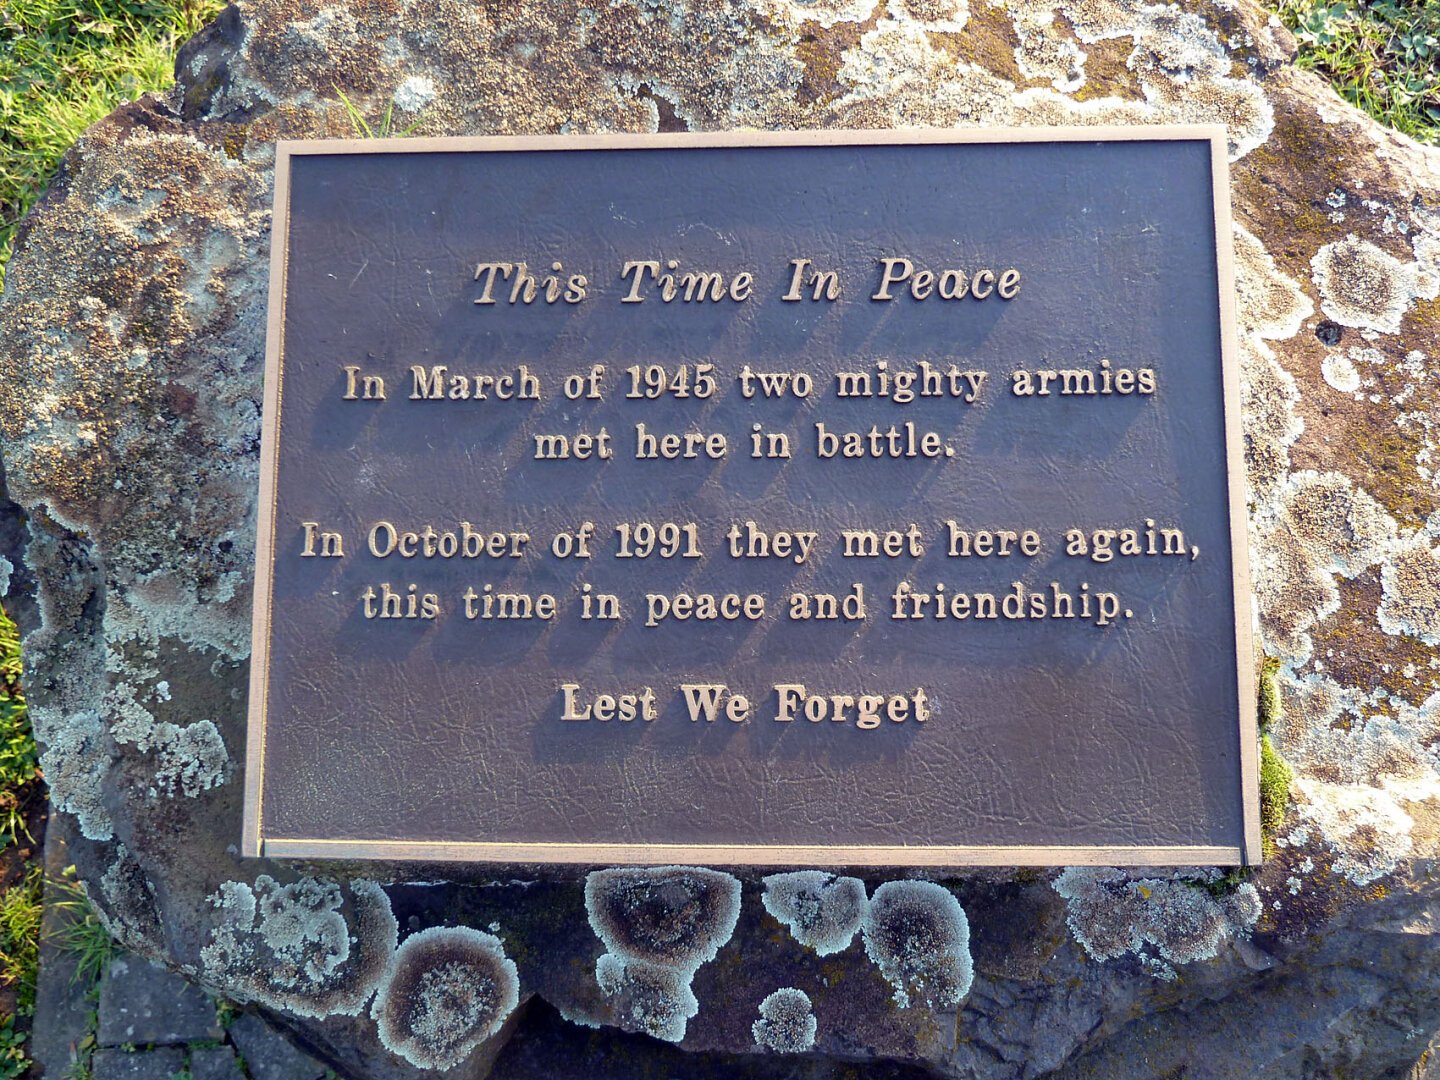 This Time In Peace
In March of 1945 two mighty armies
met here in battle.
In October of 1991 they met here again,
this time in peace and friendship.
Lest We Forget